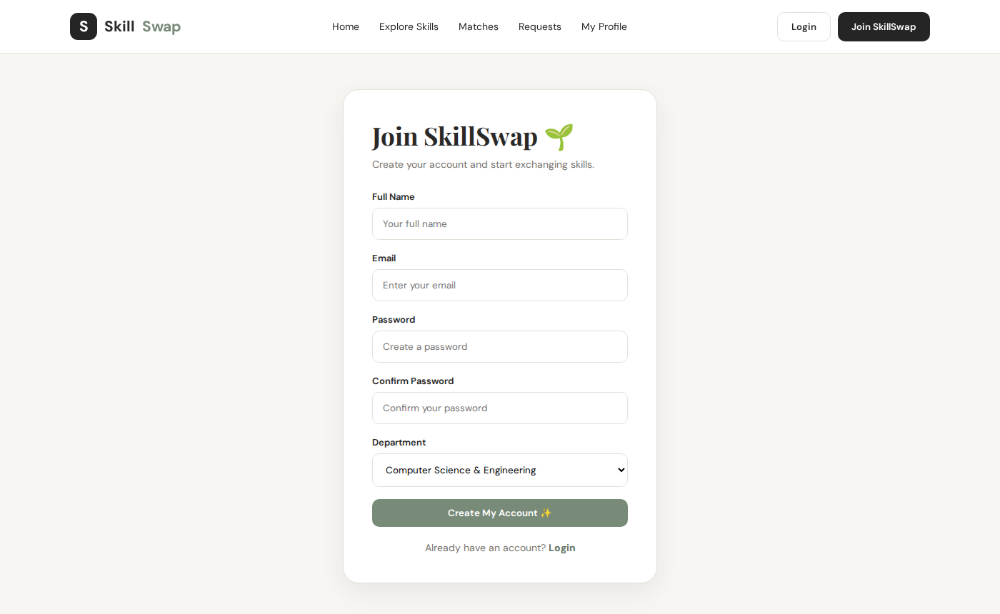 S Skill Swap Home Explore Skills Matches Requests My Profile Login Join SkillSwap
Join SkillSwap 🌱
Create your account and start exchanging skills.
Full Name
Your full name
Email
Enter your email
Password
Create a password
Confirm Password
Confirm your password
Department
Computer Science & Engineering
Create My Account ✨
Already have an account? Login